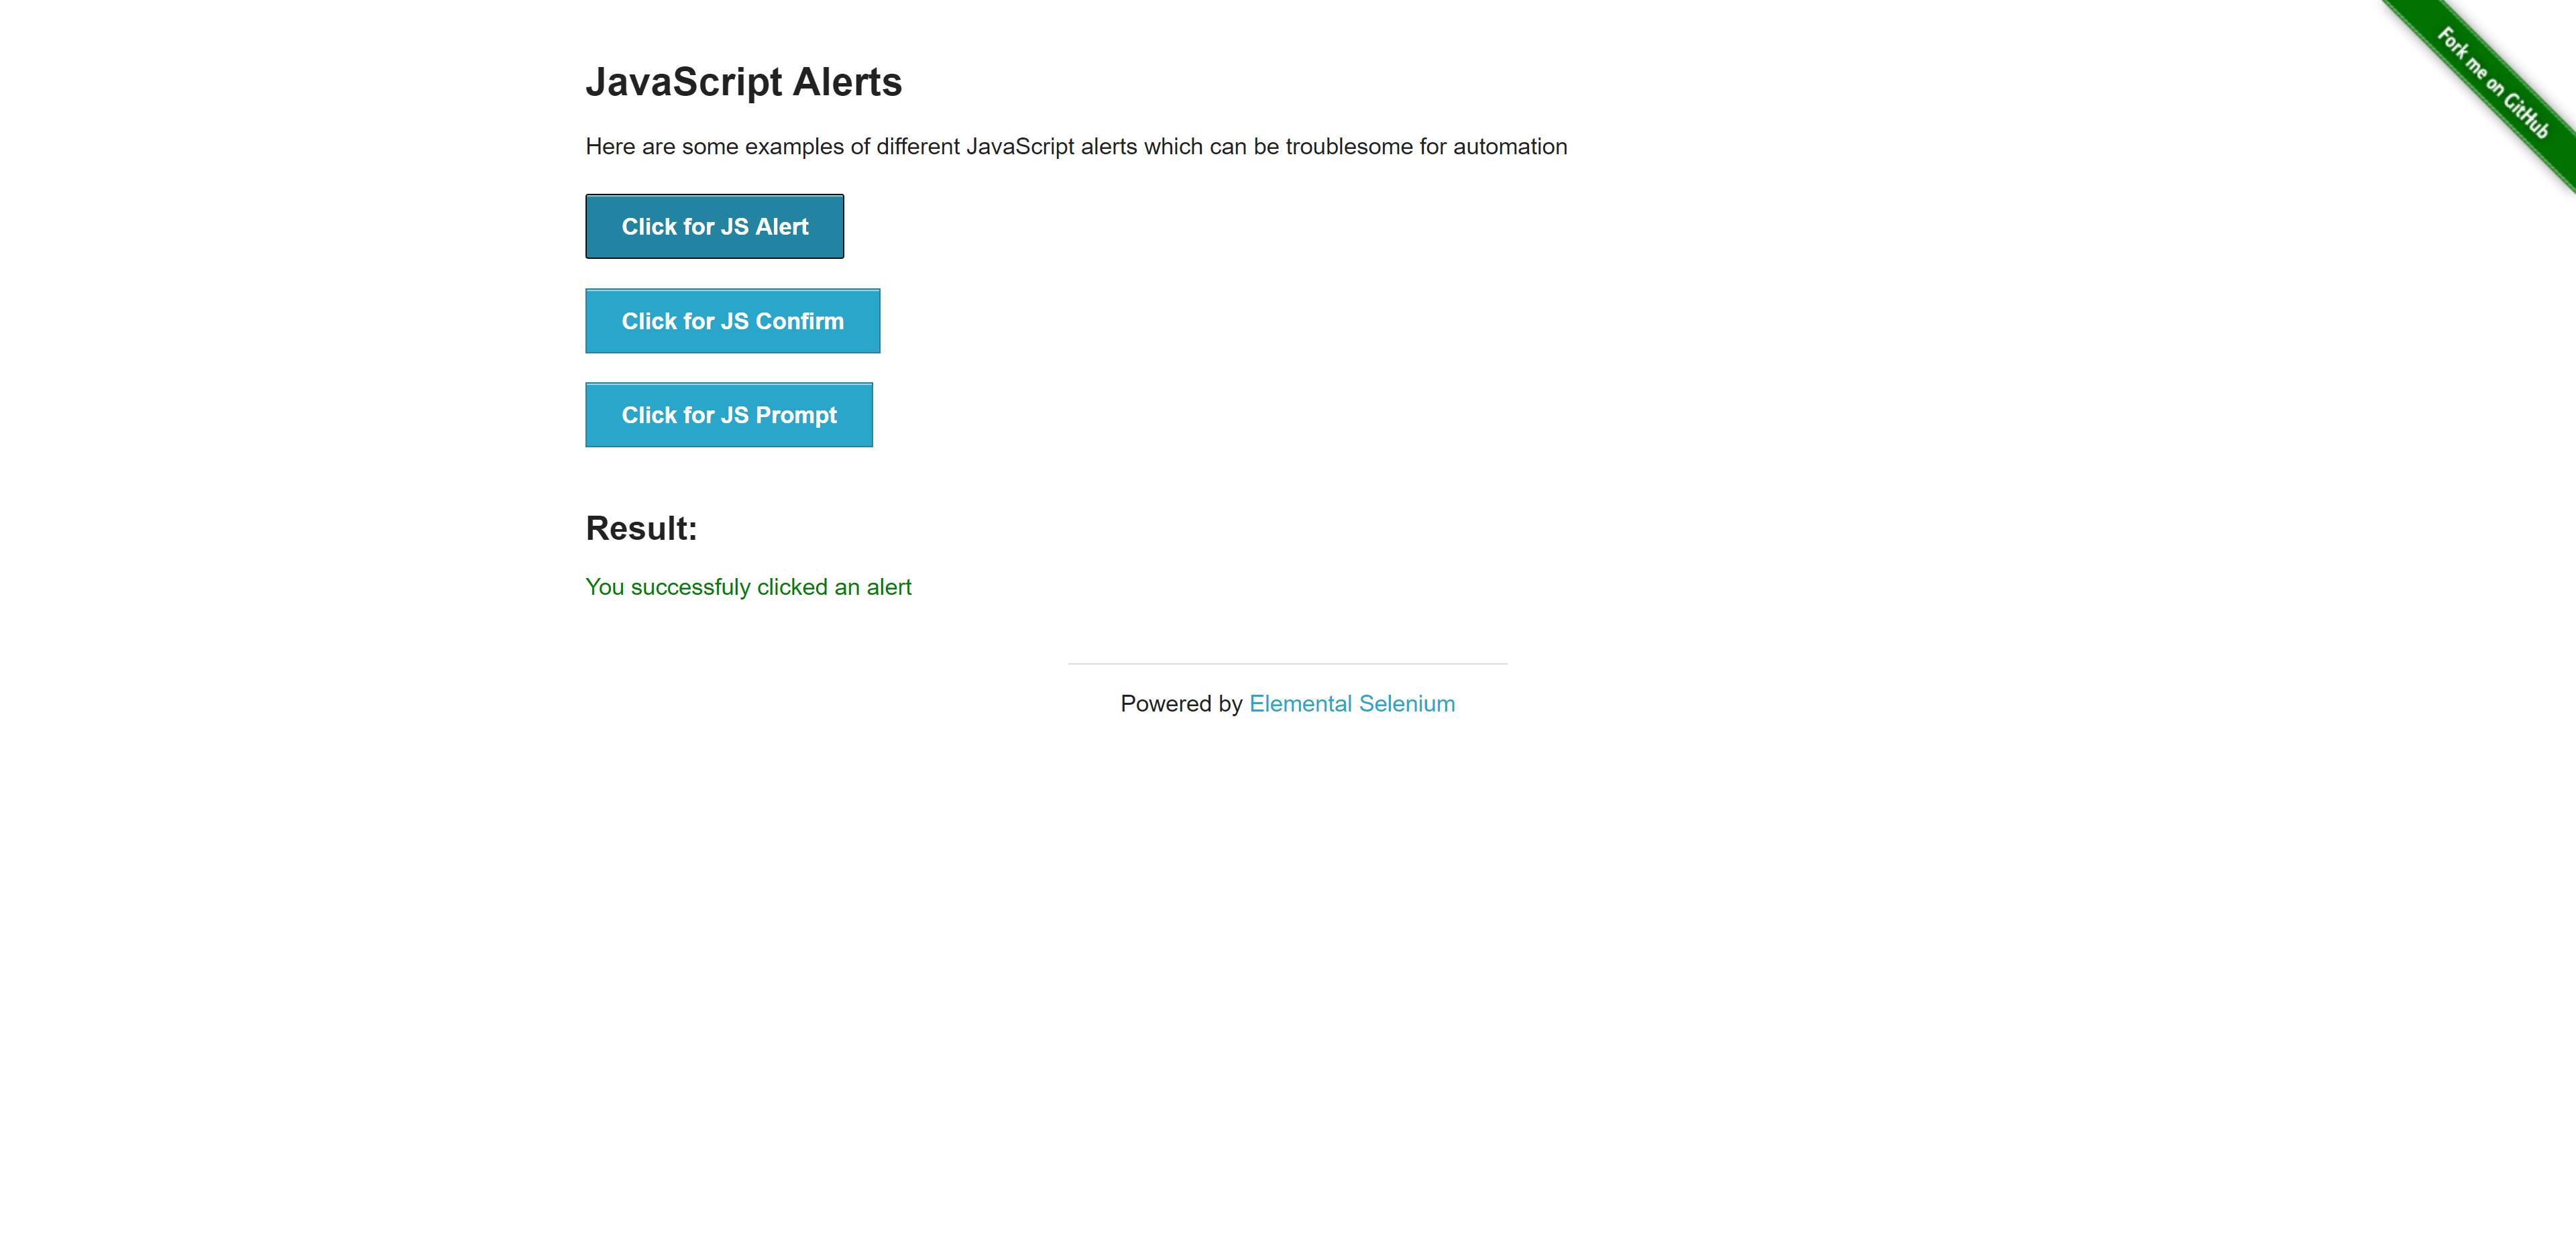 Fork me on GitHub
JavaScript Alerts
Here are some examples of different JavaScript alerts which can be troublesome for automation
Click for JS Alert
Click for JS Confirm
Click for JS Prompt
Result:
You successfuly clicked an alert
Powered by Elemental Selenium